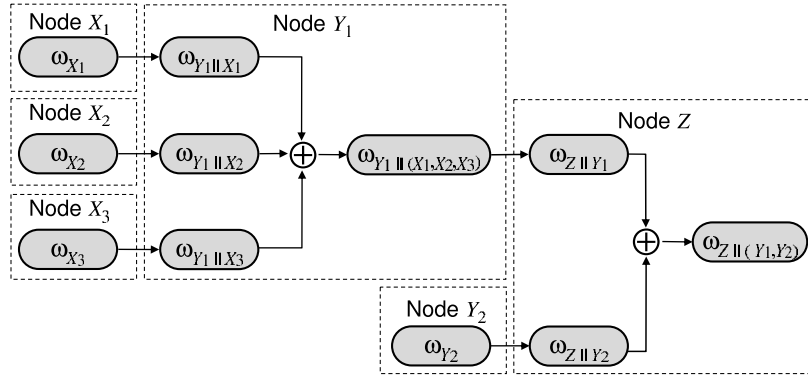 Node X1
ωX1
Node X2
ωX2
Node X3
ωX3
Node Y1
ωY1||X1
ωY1||X2
ωY1||X3
ωY1||(X1,X2,X3)
Node Y2
ωY2
Node Z
ωZ||Y1
ωZ||Y2
ωZ||(Y1,Y2)